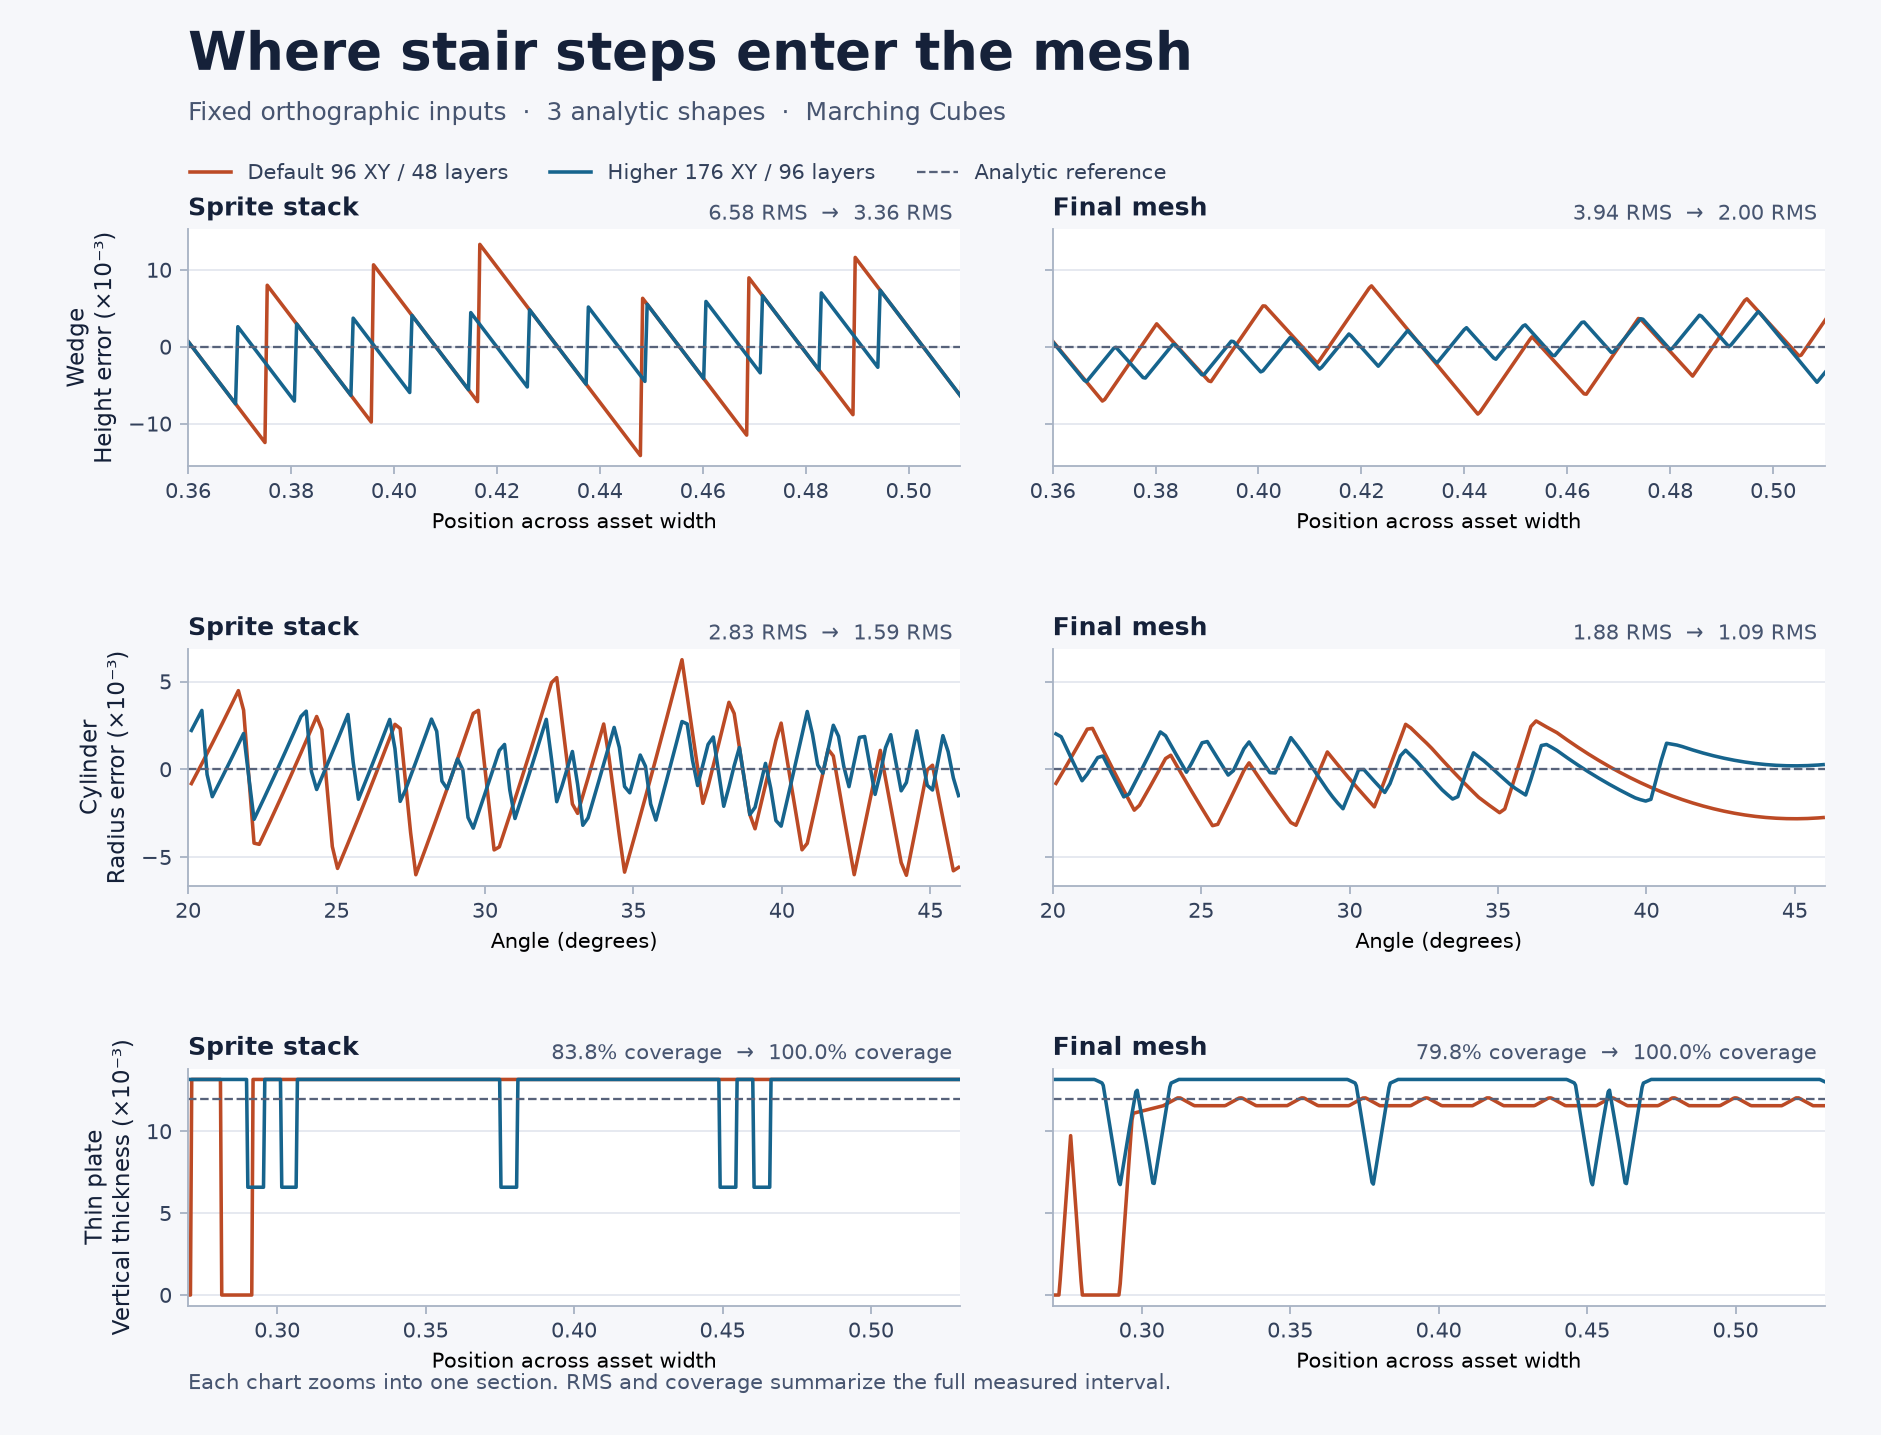 Where stair steps enter the mesh
Fixed orthographic inputs · 3 analytic shapes · Marching Cubes
Default 96 XY / 48 layers
Higher 176 XY / 96 layers
Analytic reference
Sprite stack
6.58 RMS → 3.36 RMS
Wedge
Height error (×10⁻³)
10
0
−10
0.36 0.38 0.40 0.42 0.44 0.46 0.48 0.50
Position across asset width
Final mesh
3.94 RMS → 2.00 RMS
0.36 0.38 0.40 0.42 0.44 0.46 0.48 0.50
Position across asset width
Sprite stack
2.83 RMS → 1.59 RMS
Cylinder
Radius error (×10⁻³)
5
0
−5
20 25 30 35 40 45
Angle (degrees)
Final mesh
1.88 RMS → 1.09 RMS
20 25 30 35 40 45
Angle (degrees)
Sprite stack
83.8% coverage → 100.0% coverage
Thin plate
Vertical thickness (×10⁻³)
10
5
0
0.30 0.35 0.40 0.45 0.50
Position across asset width
Final mesh
79.8% coverage → 100.0% coverage
0.30 0.35 0.40 0.45 0.50
Position across asset width
Each chart zooms into one section. RMS and coverage summarize the full measured interval.